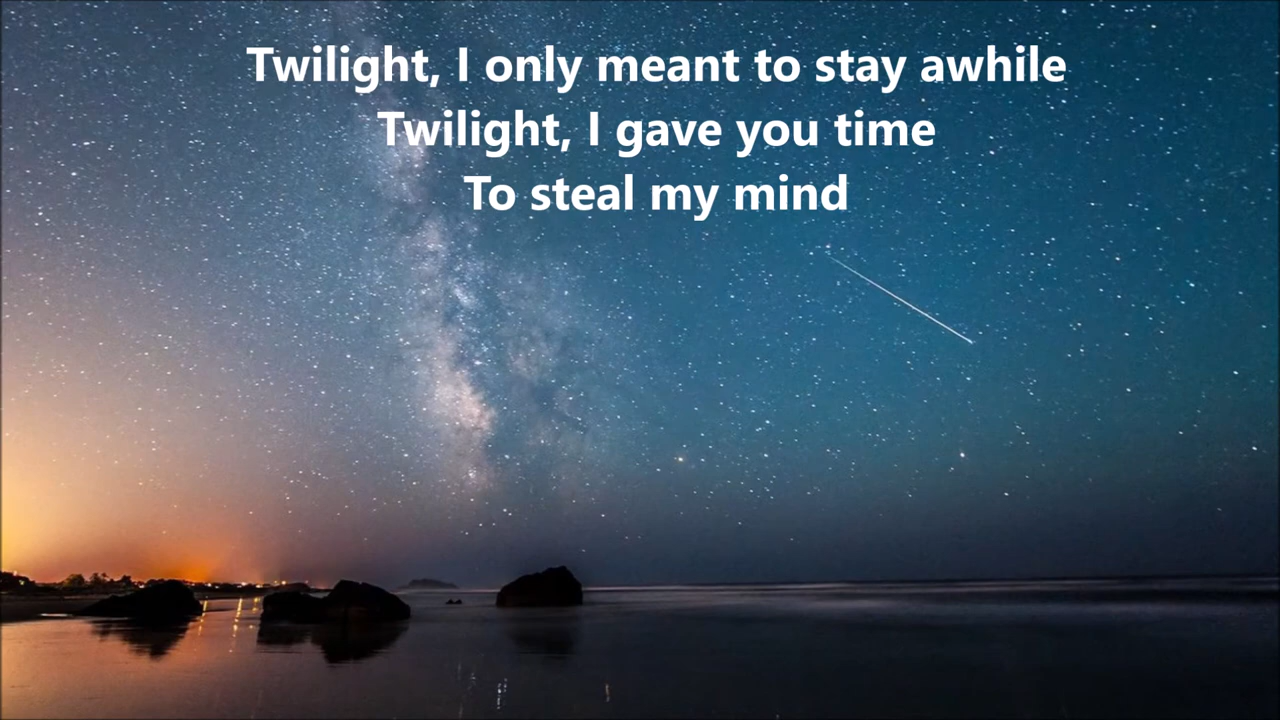 Twilight, I only meant to stay awhile
Twilight, I gave you time
To steal my mind